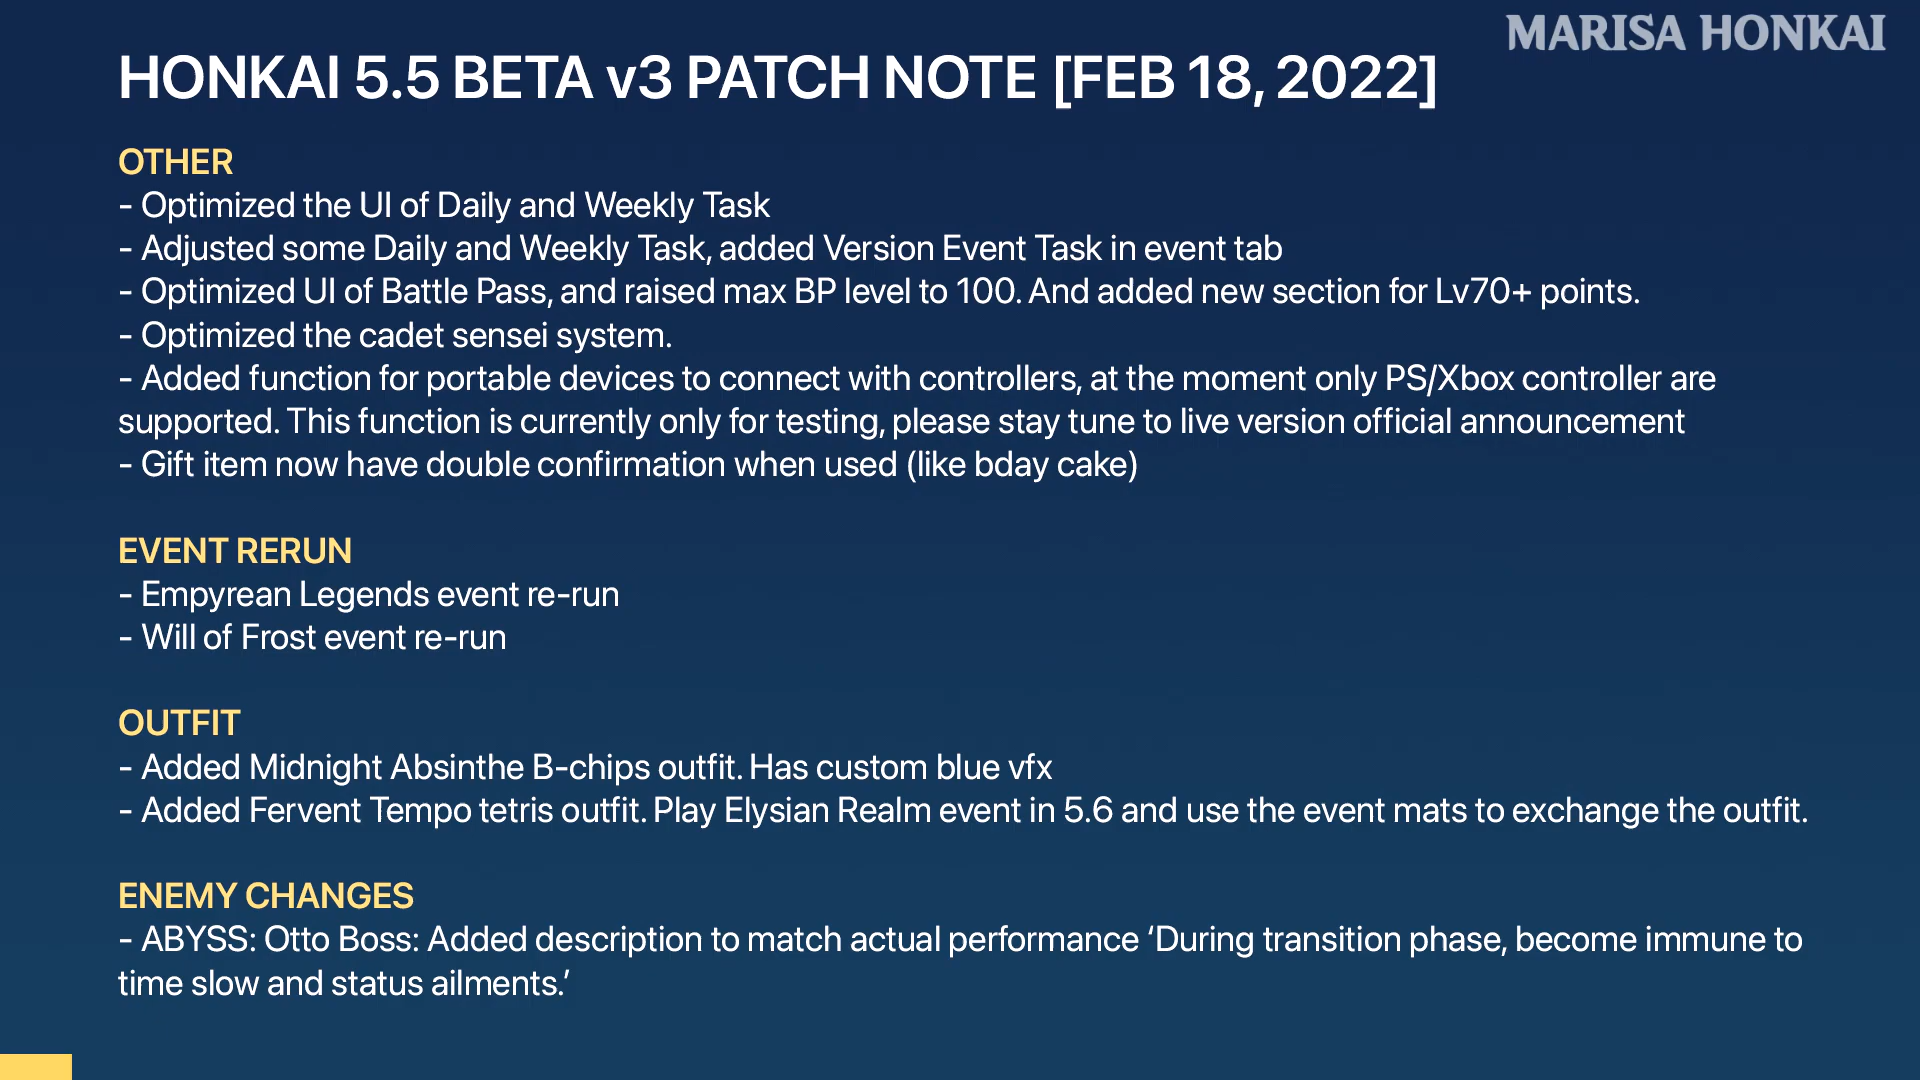 MARISA HONKAI
HONKAI 5.5 BETA v3 PATCH NOTE [FEB 18, 2022]
OTHER
- Optimized the UI of Daily and Weekly Task
- Adjusted some Daily and Weekly Task, added Version Event Task in event tab
- Optimized UI of Battle Pass, and raised max BP level to 100. And added new section for Lv70+ points.
- Optimized the cadet sensei system.
- Added function for portable devices to connect with controllers, at the moment only PS/Xbox controller are
supported. This function is currently only for testing, please stay tune to live version official announcement
- Gift item now have double confirmation when used (like bday cake)
EVENT RERUN
- Empyrean Legends event re-run
- Will of Frost event re-run
OUTFIT
- Added Midnight Absinthe B-chips outfit. Has custom blue vfx
- Added Fervent Tempo tetris outfit. Play Elysian Realm event in 5.6 and use the event mats to exchange the outfit.
ENEMY CHANGES
- ABYSS: Otto Boss: Added description to match actual performance ‘During transition phase, become immune to
time slow and status ailments.’